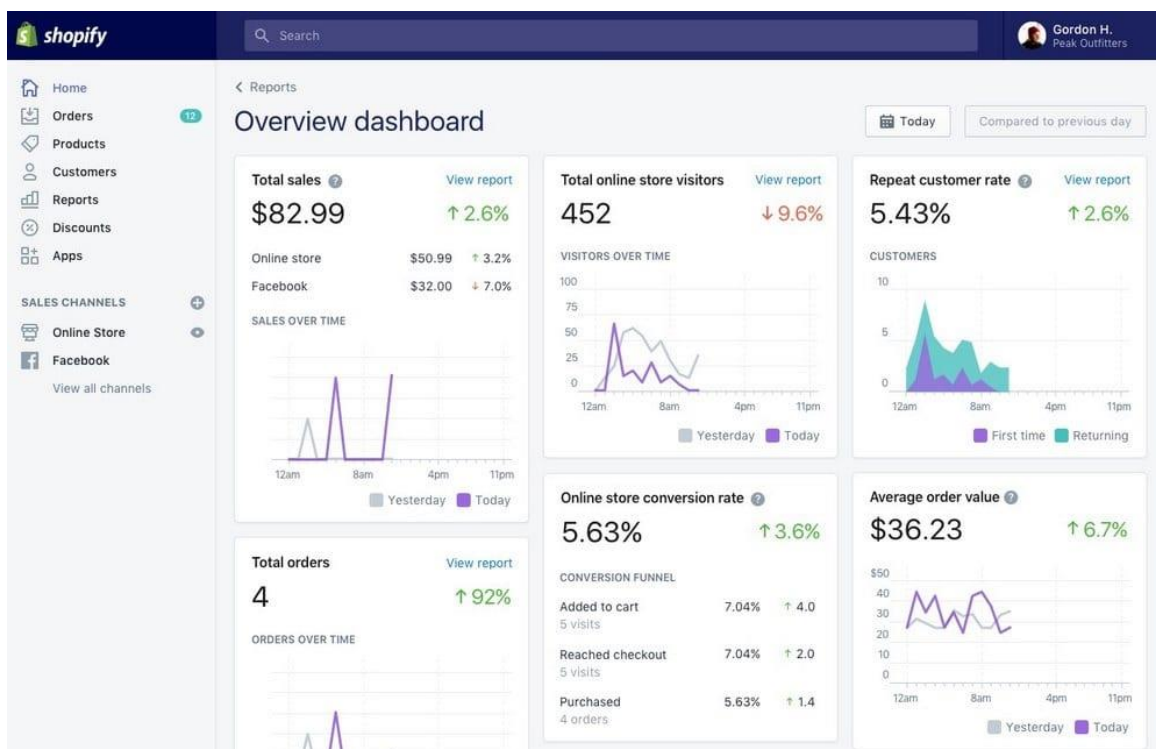 shopify
Search
Gordon H.
Peak Outfitters
Home
Orders 12
Products
Customers
Reports
Discounts
Apps
SALES CHANNELS
Online Store
Facebook
View all channels
Reports
Overview dashboard
Today
Compared to previous day
Total sales ? View report
$82.99 ↑ 2.6%
Online store $50.99 ↑ 3.2%
Facebook $32.00 ↓ 7.0%
SALES OVER TIME
12am 8am 4pm 11pm
Yesterday Today
Total orders View report
4 ↑ 92%
ORDERS OVER TIME
Total online store visitors View report
452 ↓ 9.6%
VISITORS OVER TIME
100
75
50
25
0
12am 8am 4pm 11pm
Yesterday Today
Online store conversion rate ?
5.63% ↑ 3.6%
CONVERSION FUNNEL
Added to cart 7.04% ↑ 4.0
5 visits
Reached checkout 7.04% ↑ 2.0
5 visits
Purchased 5.63% ↑ 1.4
4 orders
Repeat customer rate ? View report
5.43% ↑ 2.6%
CUSTOMERS
10
5
0
12am 8am 4pm 11pm
First time Returning
Average order value ?
$36.23 ↑ 6.7%
$50
40
30
20
10
0
12am 8am 4pm 11pm
Yesterday Today